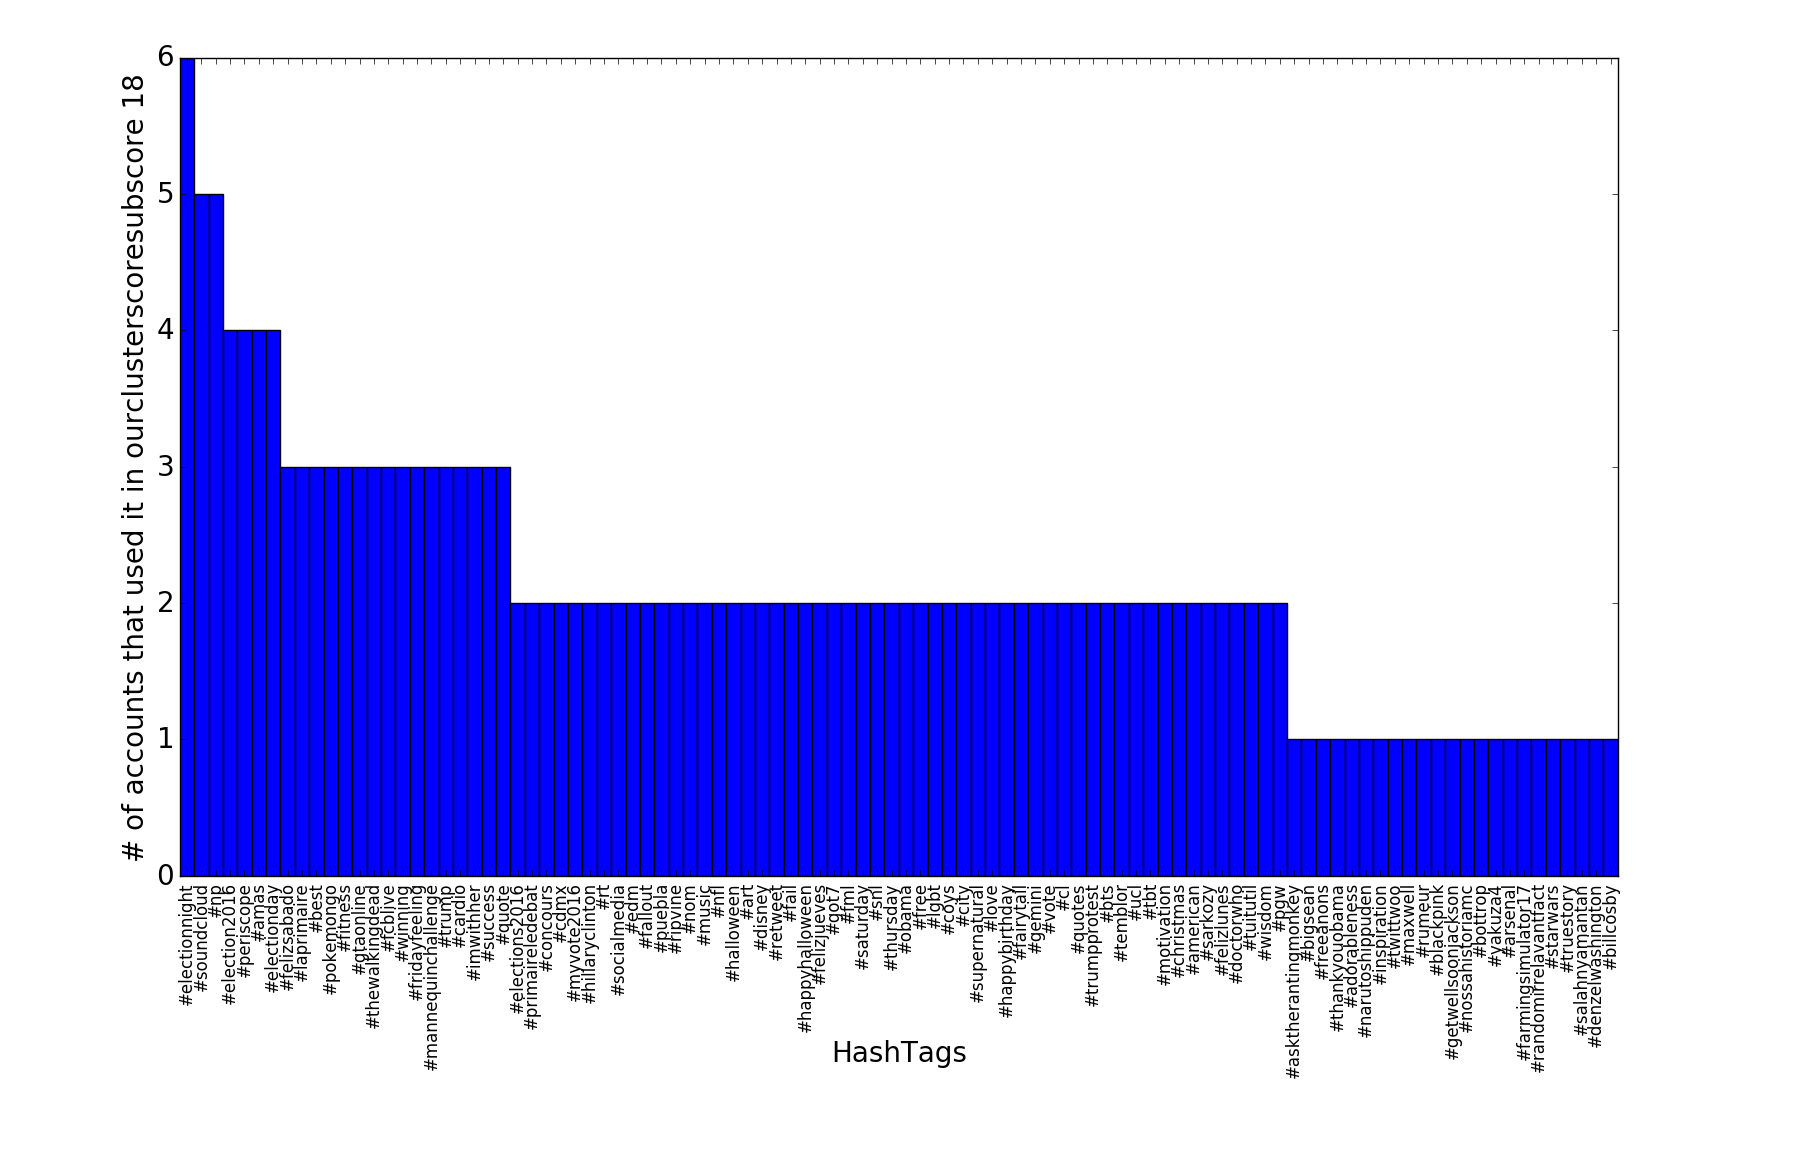 # of accounts that used it in ourclusterscoresubscore 18
6
5
4
3
2
1
0
#electionnight
#soundcloud
#np
#election2016
#periscope
#amas
#electionday
#felizsabado
#laprimaire
#best
#pokemongo
#fitness
#gtaonline
#thewalkingdead
#fcblive
#winning
#fridayfeeling
#mannequinchallenge
#trump
#cardio
#imwithher
#success
#quote
#elections2016
#primaireledebat
#concours
#cdmx
#myvote2016
#hillaryclinton
#rt
#socialmedia
#edm
#fallout
#puebla
#ripvine
#nom
#music
#nfl
#halloween
#art
#disney
#retweet
#fail
#happyhalloween
#felizjueves
#got7
#fml
#saturday
#snl
#thursday
#obama
#free
#lgbt
#coys
#city
#supernatural
#love
#happybirthday
#fairytail
#gemini
#vote
#cl
#quotes
#trumpprotest
#bts
#temblor
#ucl
#tbt
#motivation
#christmas
#american
#sarkozy
#felizlunes
#doctorwho
#tuitutil
#wisdom
#pgw
#asktherantingmonkey
#bigsean
#freeanons
#thankyouobama
#adorableness
#narutoshippuden
#inspiration
#twittwoo
#maxwell
#rumeur
#blackpink
#getwellsoonjackson
#nossahistoriamc
#bottrop
#yakuza4
#arsenal
#farmingsimulator17
#randomirrelavantfact
#starwars
#truestory
#salahnyamantan
#denzelwashington
#billcosby
HashTags